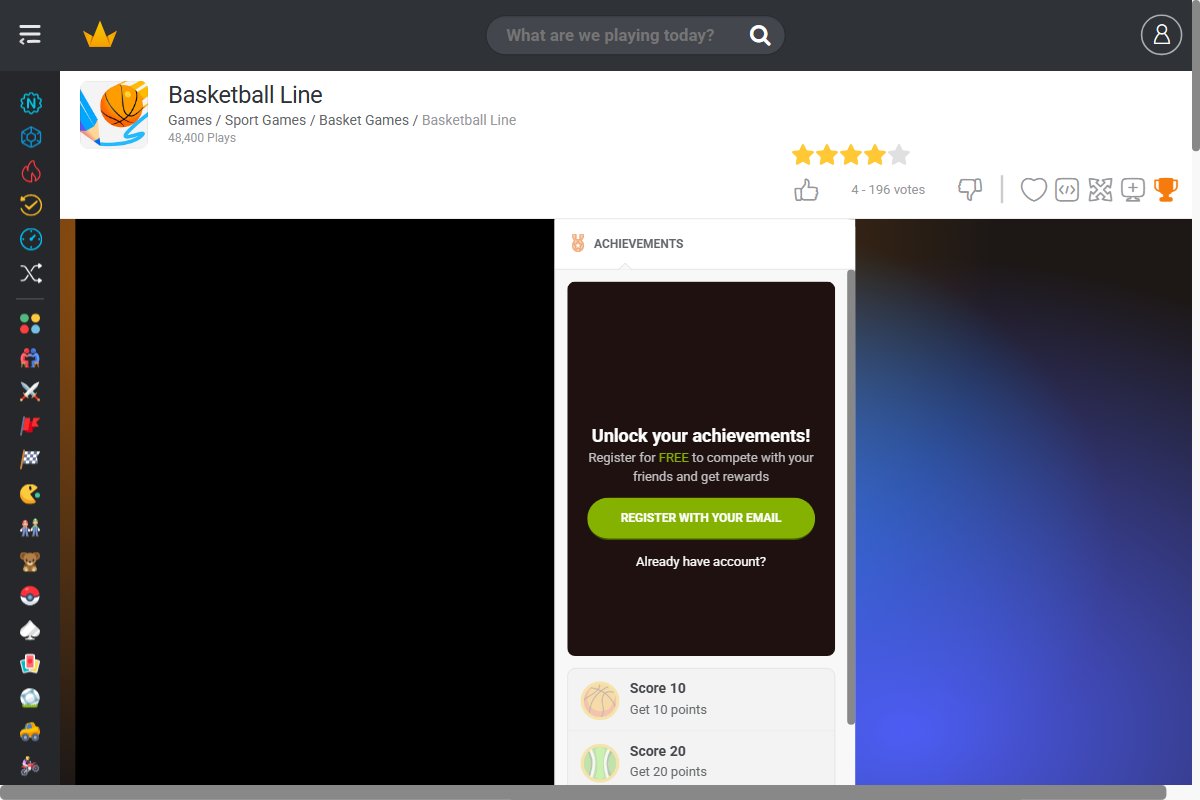 What are we playing today?
Basketball Line
Games / Sport Games / Basket Games / Basketball Line
48,400 Plays
4 - 196 votes
ACHIEVEMENTS
Unlock your achievements!
Register for FREE to compete with your
friends and get rewards
REGISTER WITH YOUR EMAIL
Already have account?
Score 10
Get 10 points
Score 20
Get 20 points